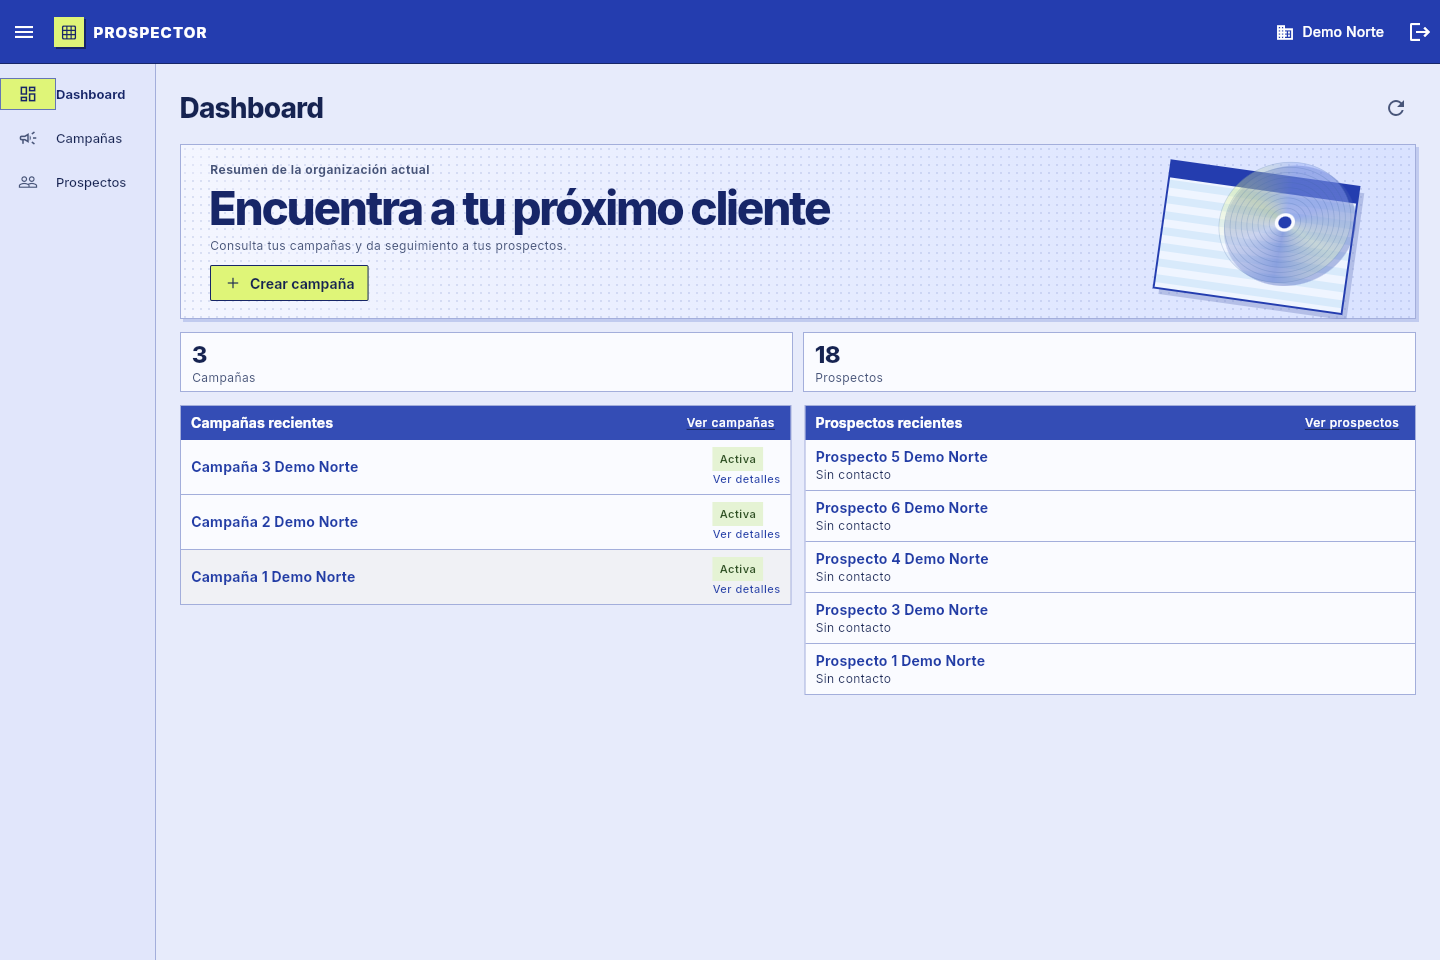 PROSPECTOR
Demo Norte
Dashboard
Campañas
Prospectos
Dashboard
Resumen de la organización actual
Encuentra a tu próximo cliente
Consulta tus campañas y da seguimiento a tus prospectos.
Crear campaña
3
Campañas
18
Prospectos
Campañas recientes
Ver campañas
Campaña 3 Demo Norte
Activa
Ver detalles
Campaña 2 Demo Norte
Activa
Ver detalles
Campaña 1 Demo Norte
Activa
Ver detalles
Prospectos recientes
Ver prospectos
Prospecto 5 Demo Norte
Sin contacto
Prospecto 6 Demo Norte
Sin contacto
Prospecto 4 Demo Norte
Sin contacto
Prospecto 3 Demo Norte
Sin contacto
Prospecto 1 Demo Norte
Sin contacto